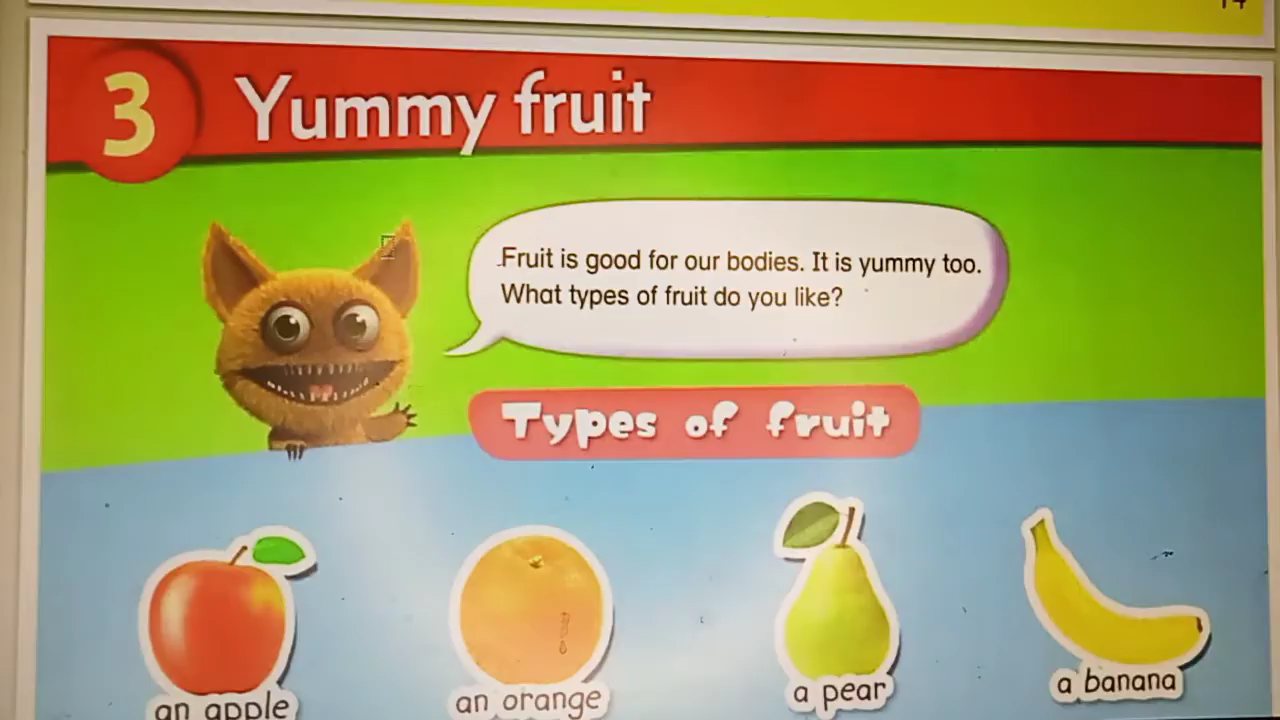 3 Yummy fruit
Fruit is good for our bodies. It is yummy too.
What types of fruit do you like?
Types of fruit
an apple
an orange
a pear
a banana